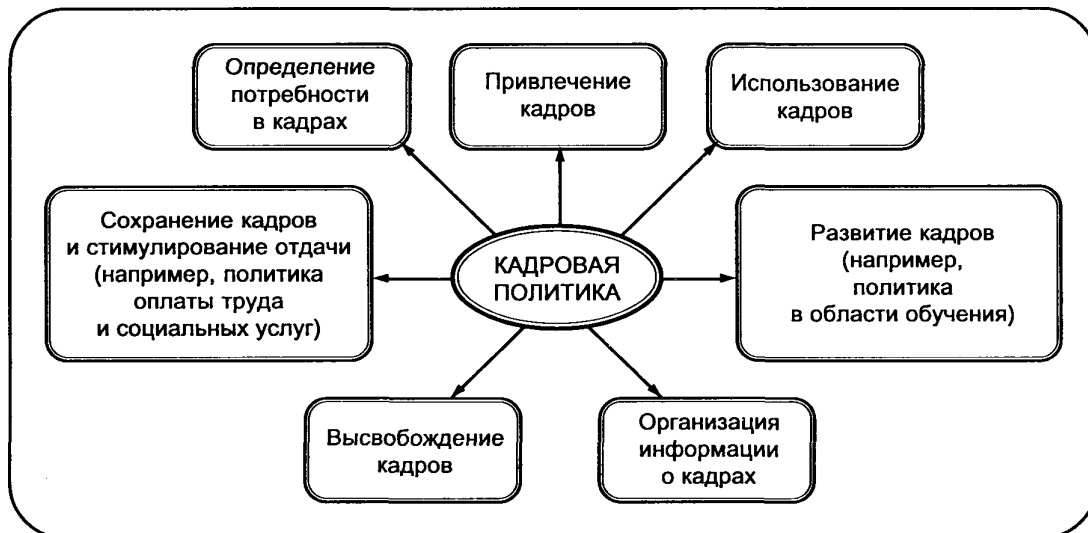 Определение
потребности
в кадрах
Привлечение
кадров
Использование
кадров
Сохранение кадров
и стимулирование отдачи
(например, политика
оплаты труда
и социальных услуг)
КАДРОВАЯ
ПОЛИТИКА
Развитие кадров
(например,
политика
в области обучения)
Высвобождение
кадров
Организация
информации
о кадрах